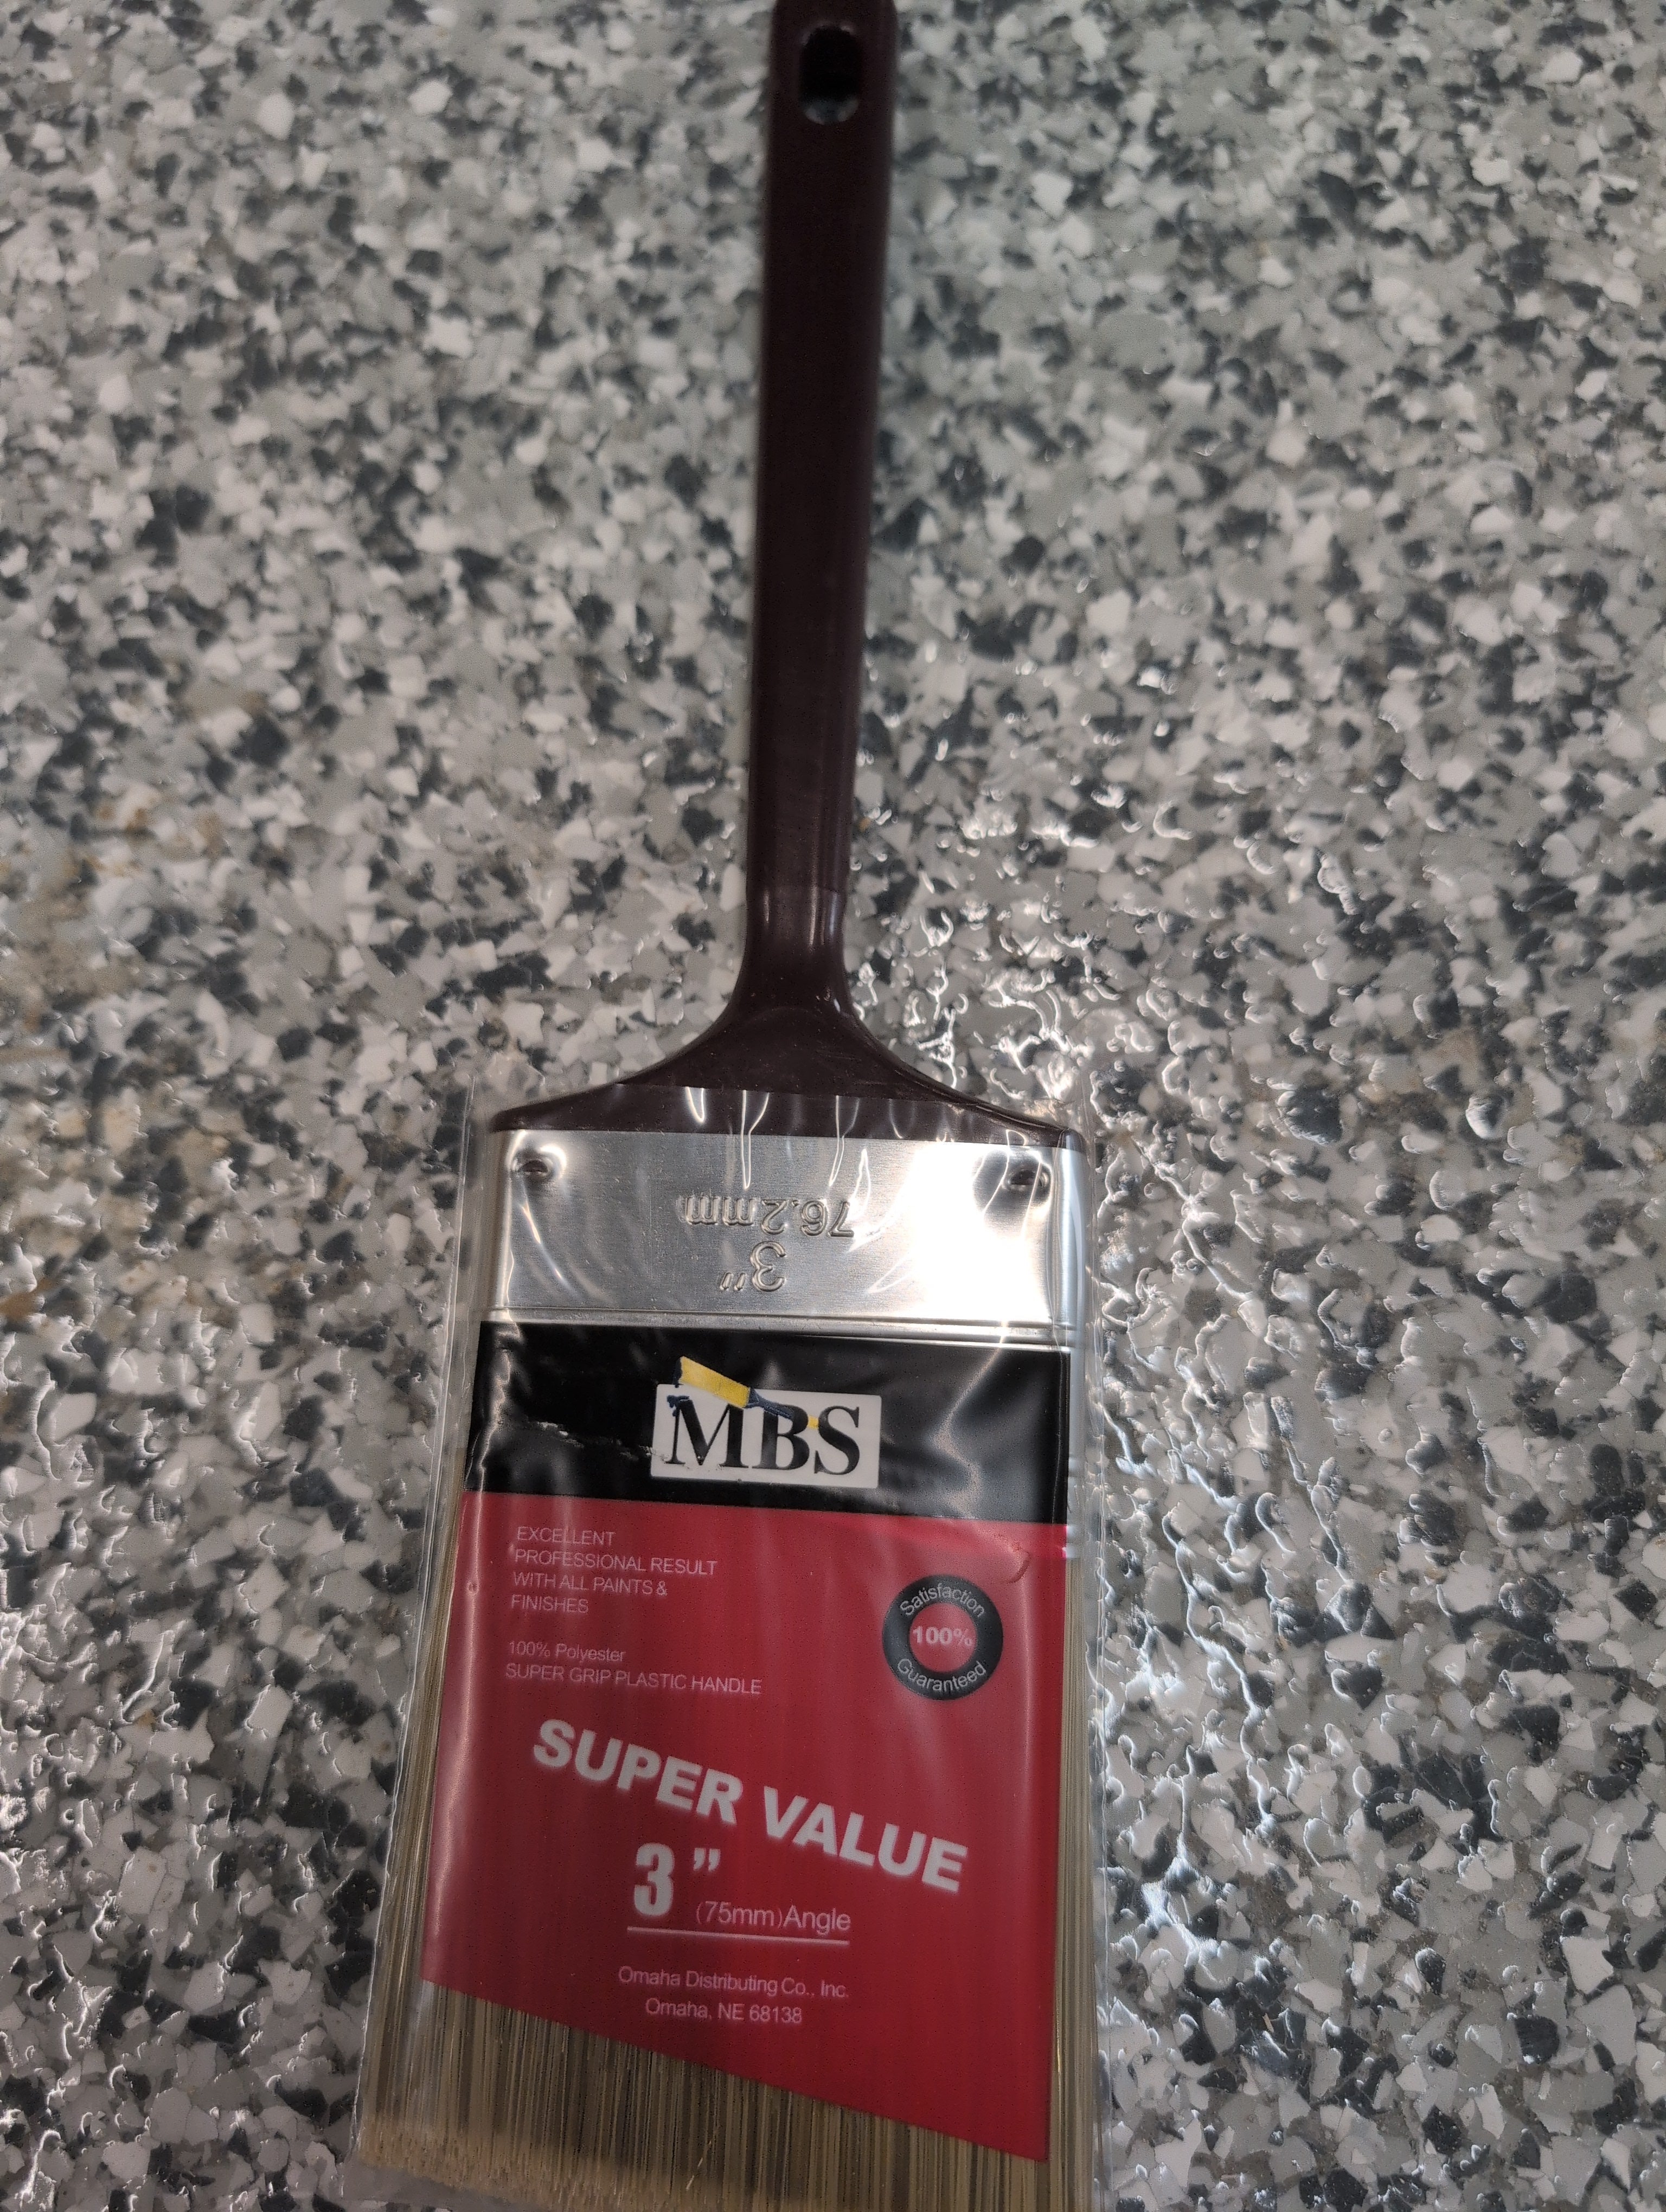 76.2mm
3"
MBS
EXCELLENT
PROFESSIONAL RESULT
WITH ALL PAINTS &
FINISHES
Satisfaction
100%
Guaranteed
100% Polyester
SUPER GRIP PLASTIC HANDLE
SUPER VALUE
3”
(75mm)Angle
Omaha Distributing Co., Inc.
Omaha, NE 68138